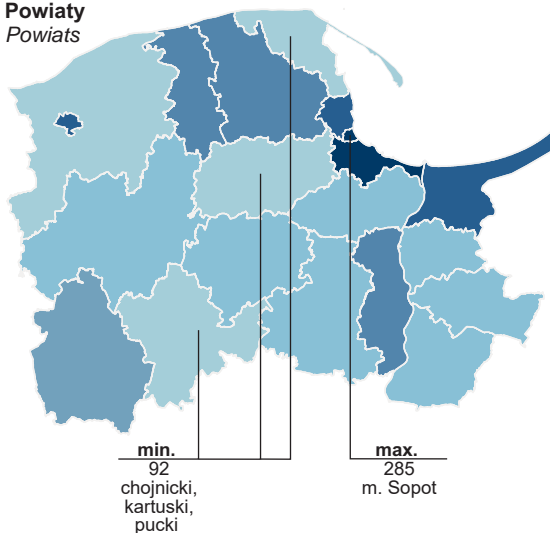 Powiaty
Powiats
min.
92
chojnicki,
kartuski,
pucki
max.
285
m. Sopot